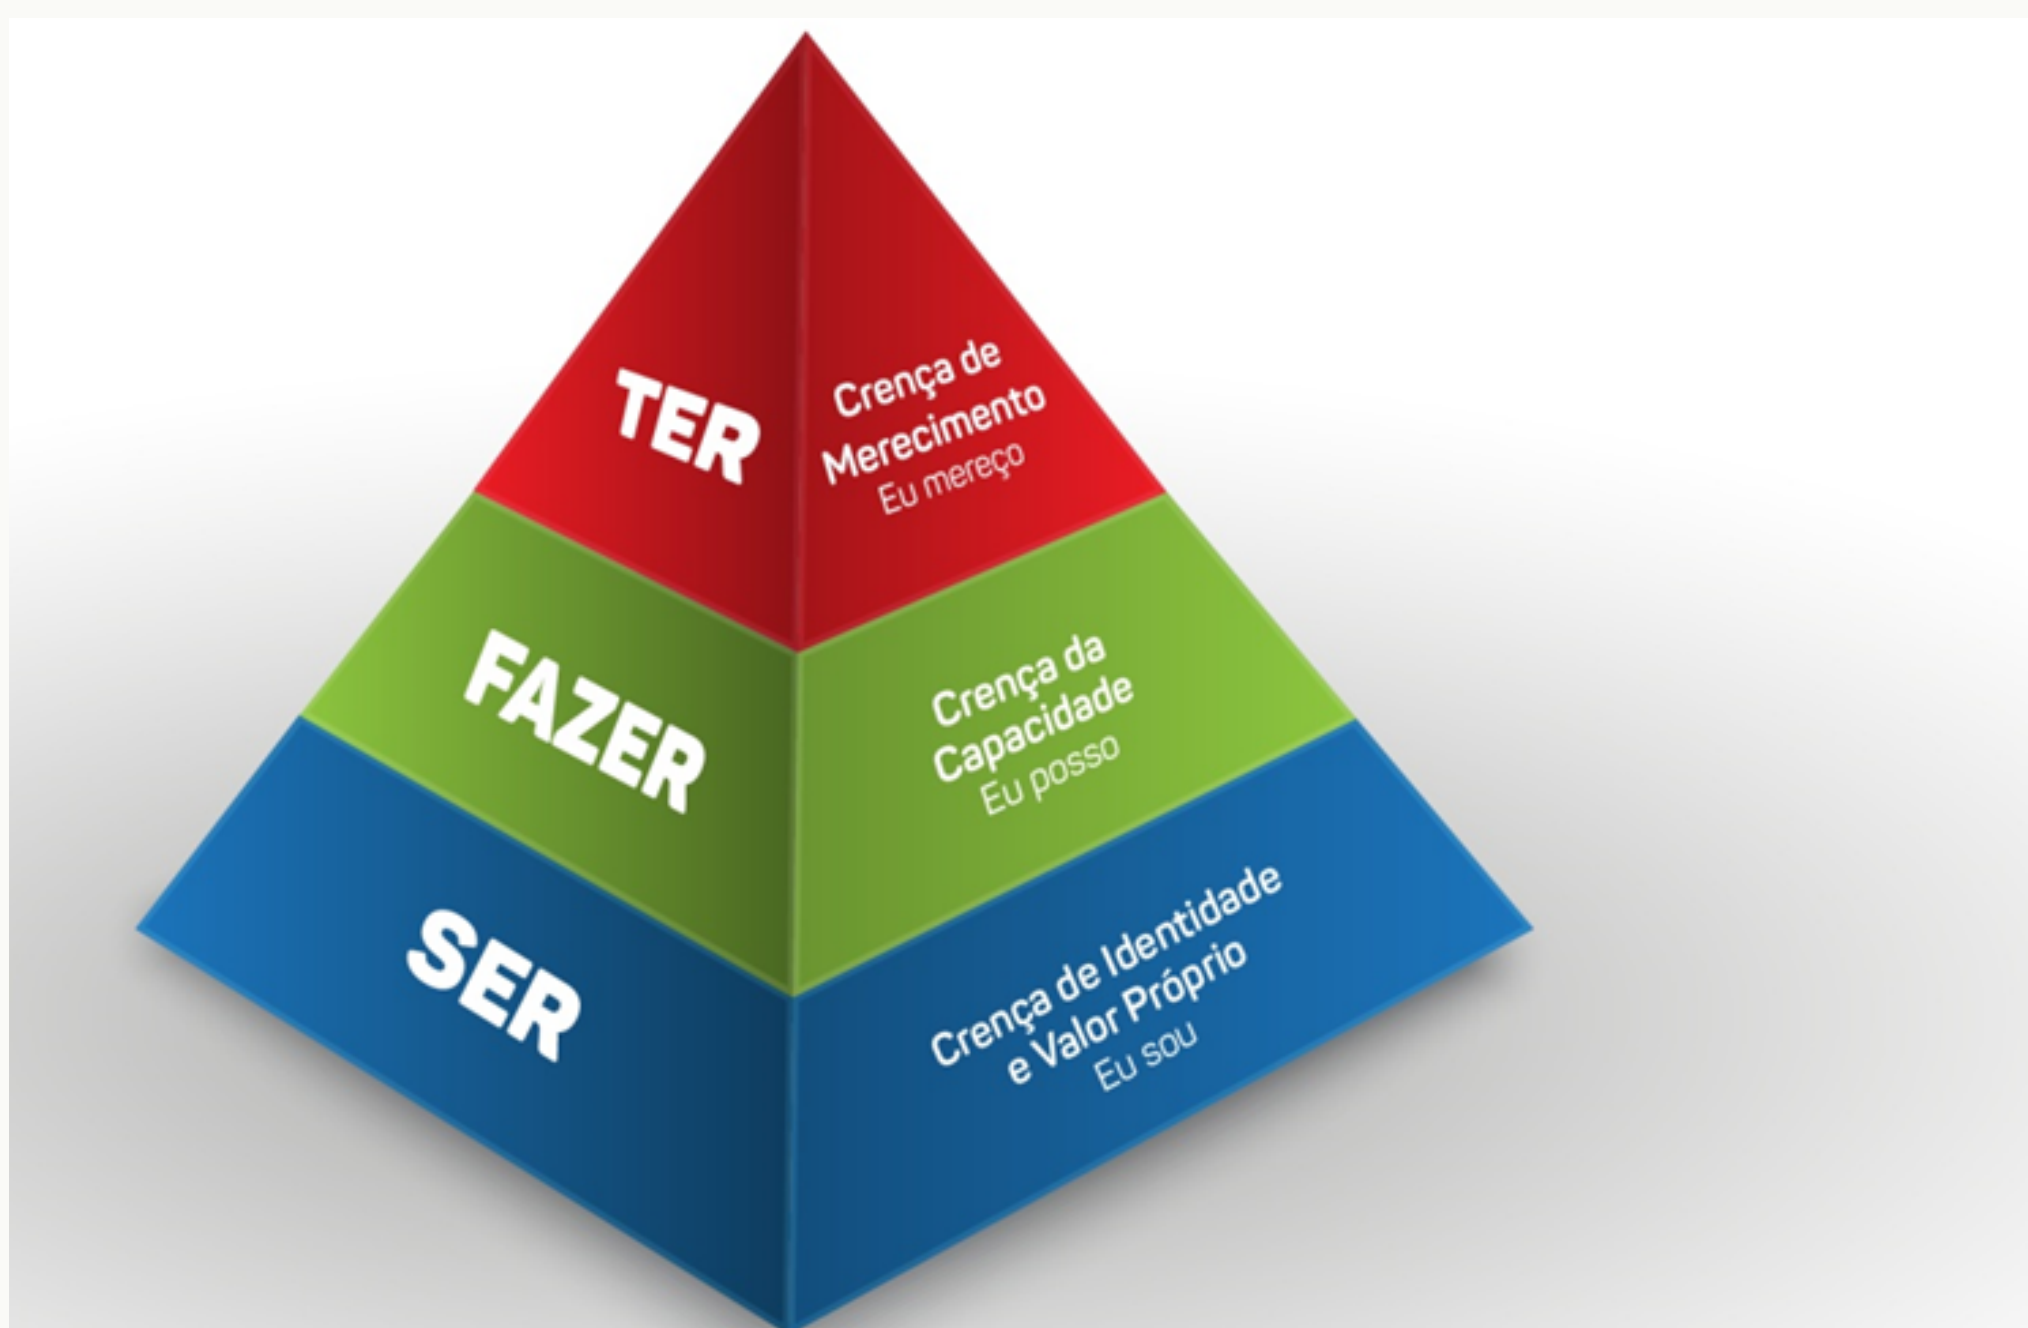 TER
Crença de
Merecimento
Eu mereço
FAZER
Crença da
Capacidade
Eu posso
SER
Crença de Identidade
e Valor Próprio
Eu sou